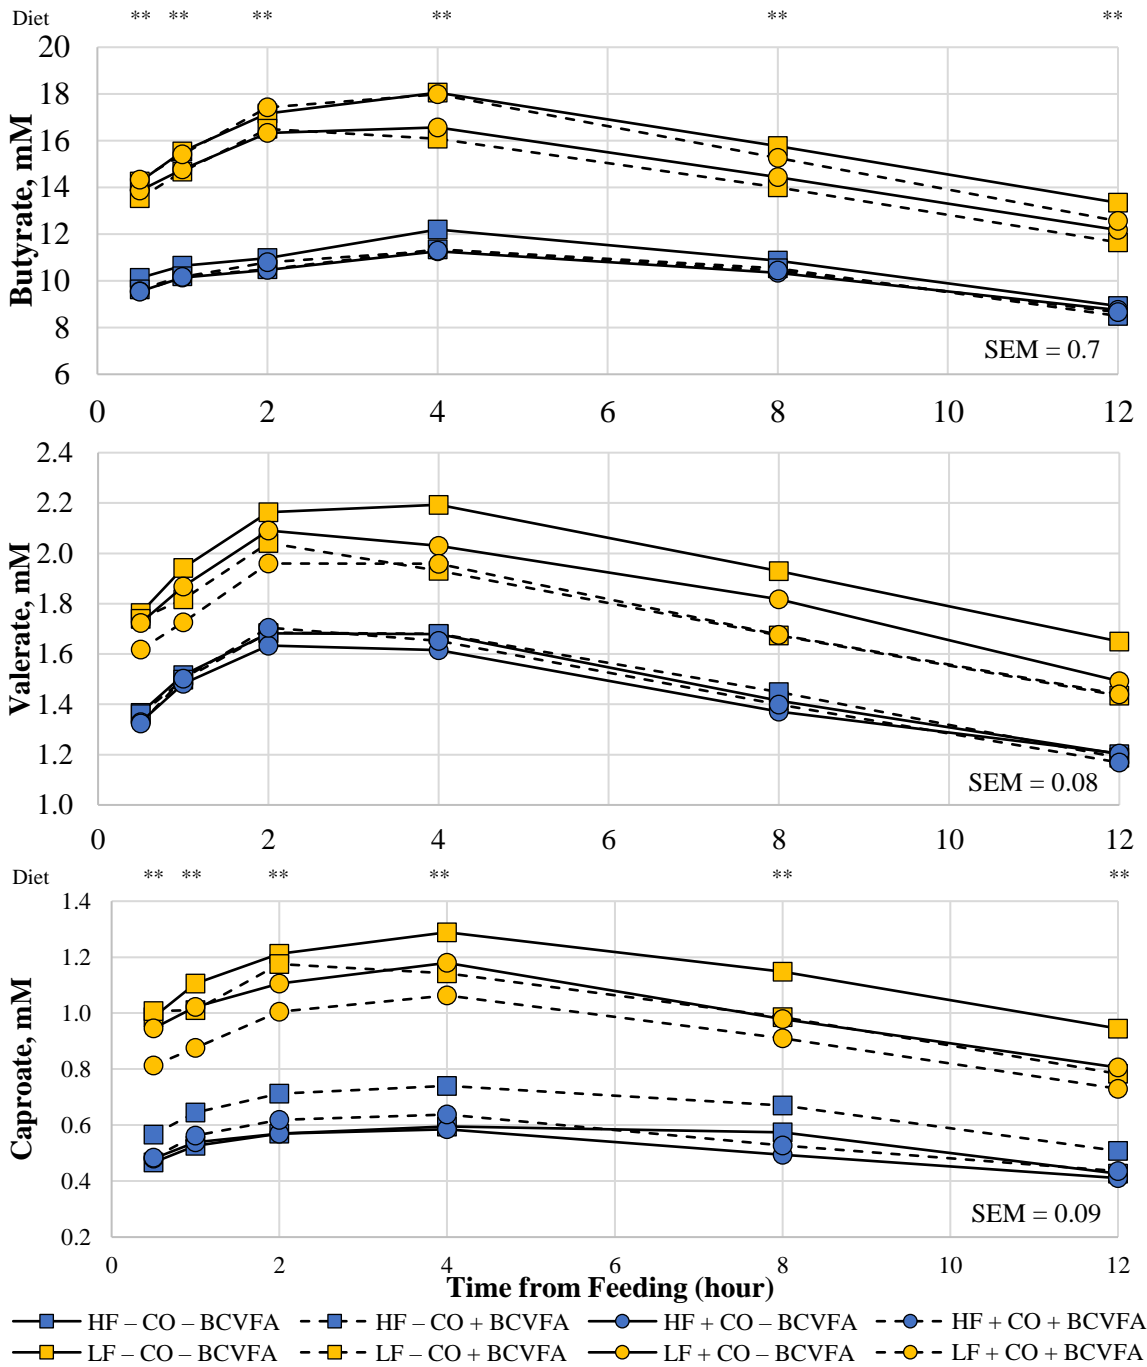 Diet ** ** ** ** ** **
20
18
16
14
12
10
8
6
Butyrate, mM
SEM = 0.7
0 2 4 6 8 10 12
2.4
2.2
2.0
1.8
1.6
1.4
1.2
1.0
Valerate, mM
SEM = 0.08
0 2 4 6 8 10 12
Diet ** ** ** ** ** **
1.4
1.2
1.0
0.8
0.6
0.4
0.2
Caproate, mM
SEM = 0.09
0 2 4 6 8 10 12
Time from Feeding (hour)
HF – CO – BCVFA HF – CO + BCVFA HF + CO – BCVFA HF + CO + BCVFA
LF – CO – BCVFA LF – CO + BCVFA LF + CO – BCVFA LF + CO + BCVFA